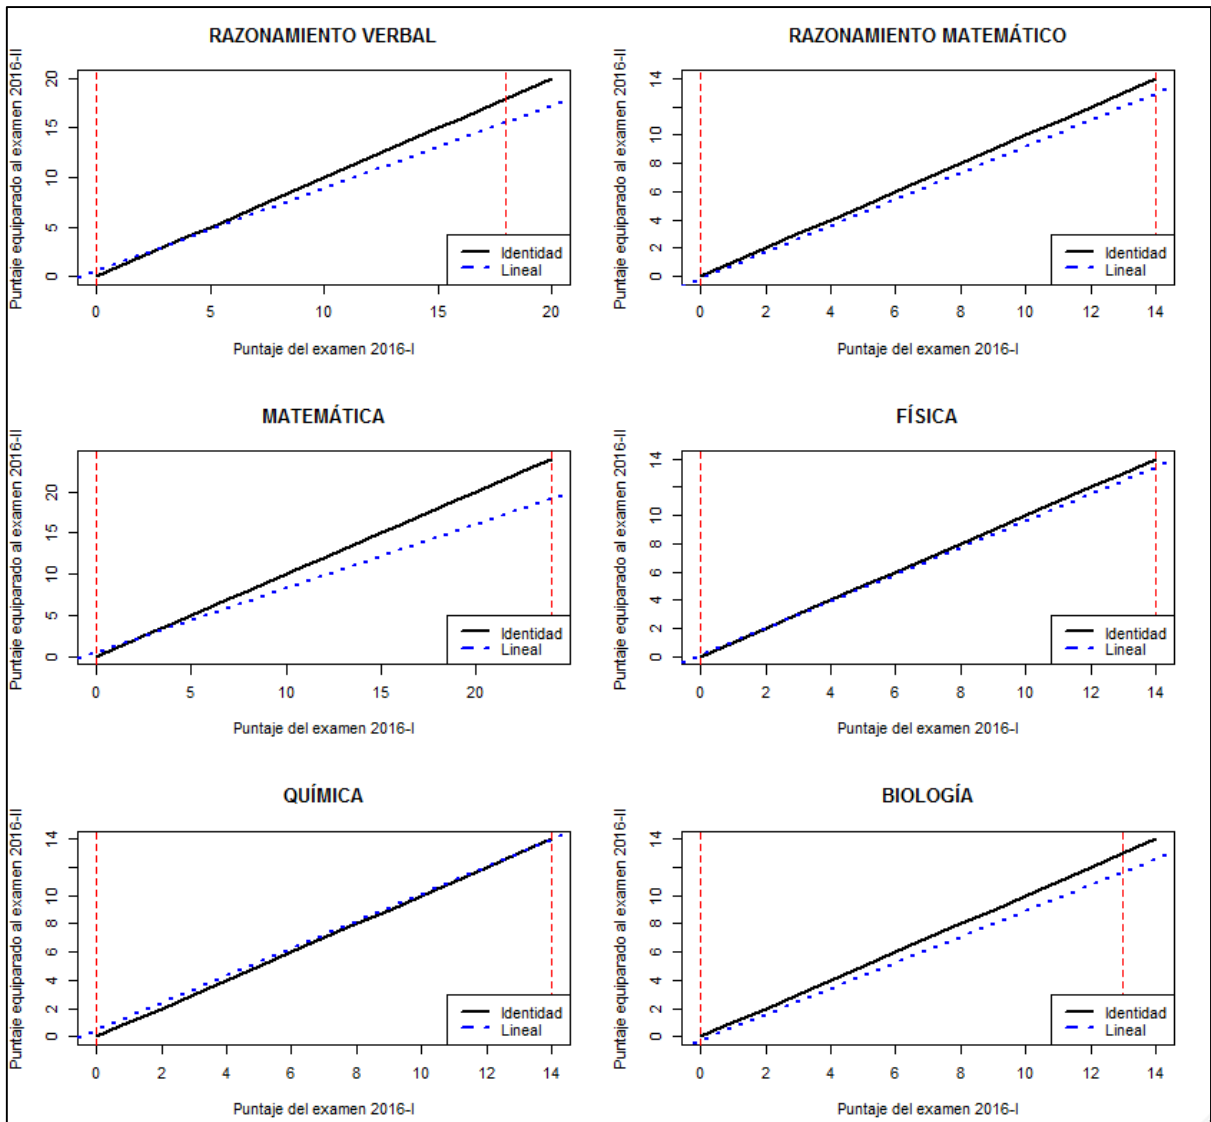 RAZONAMIENTO VERBAL
Puntaje equiparado al examen 2016-II
20
15
10
5
0
Identidad
Lineal
0 5 10 15 20
Puntaje del examen 2016-I
RAZONAMIENTO MATEMÁTICO
Puntaje equiparado al examen 2016-II
14
10
8
6
4
2
0
Identidad
Lineal
0 2 4 6 8 10 12 14
Puntaje del examen 2016-I
MATEMÁTICA
Puntaje equiparado al examen 2016-II
20
15
10
5
0
Identidad
Lineal
0 5 10 15 20
Puntaje del examen 2016-I
FÍSICA
Puntaje equiparado al examen 2016-II
14
10
8
6
4
2
0
Identidad
Lineal
0 2 4 6 8 10 12 14
Puntaje del examen 2016-I
QUÍMICA
Puntaje equiparado al examen 2016-II
14
10
8
6
4
2
0
Identidad
Lineal
0 2 4 6 8 10 12 14
Puntaje del examen 2016-I
BIOLOGÍA
Puntaje equiparado al examen 2016-II
14
10
8
6
4
2
0
Identidad
Lineal
0 2 4 6 8 10 12 14
Puntaje del examen 2016-I